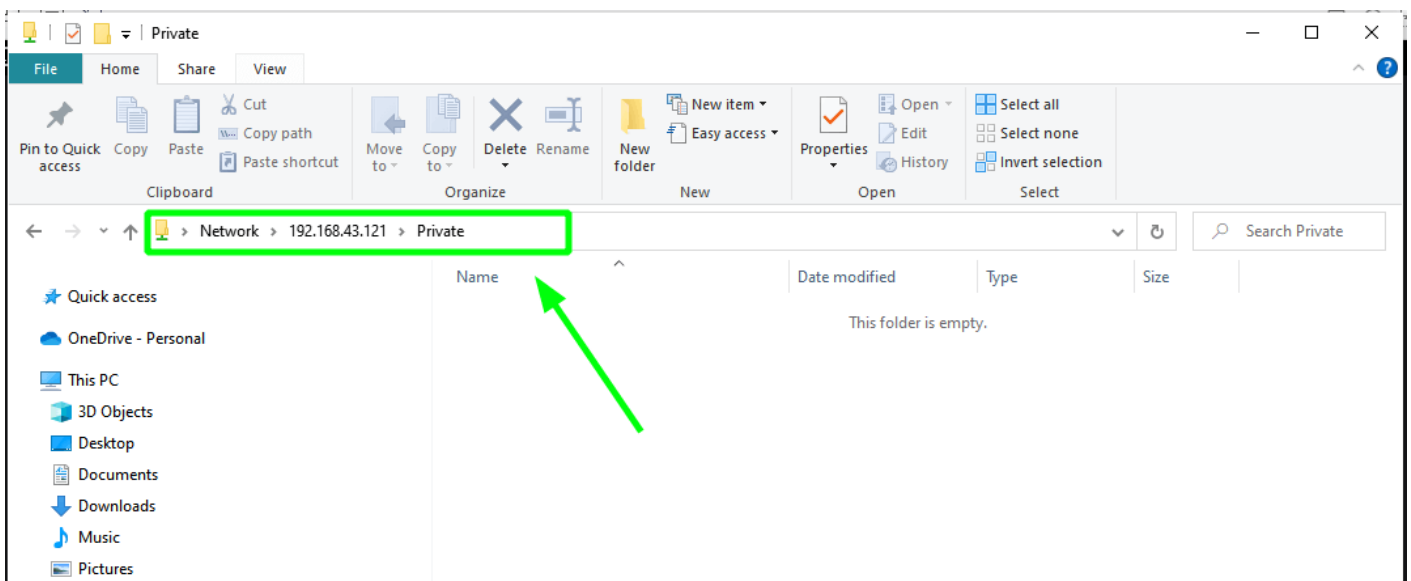 Private
File Home Share View
Pin to Quick access
Copy
Paste
Cut
Copy path
Paste shortcut
Clipboard
Move to
Copy to
Delete
Rename
Organize
New folder
New item
Easy access
New
Properties
Open
Edit
History
Open
Select all
Select none
Invert selection
Select
Network > 192.168.43.121 > Private
Search Private
Name Date modified Type Size
This folder is empty.
Quick access
OneDrive - Personal
This PC
3D Objects
Desktop
Documents
Downloads
Music
Pictures